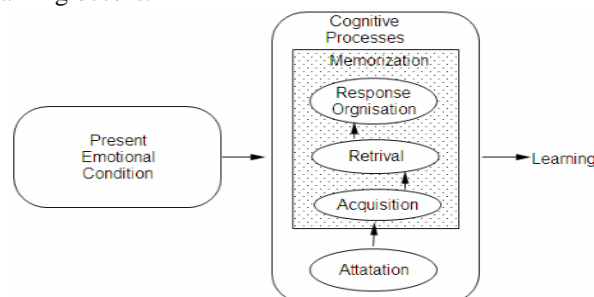 Cognitive
Processes
Memorization
Response
Orgnisation
Present
Emotional
Condition
Retrival
Learning
Acquisition
Attatation